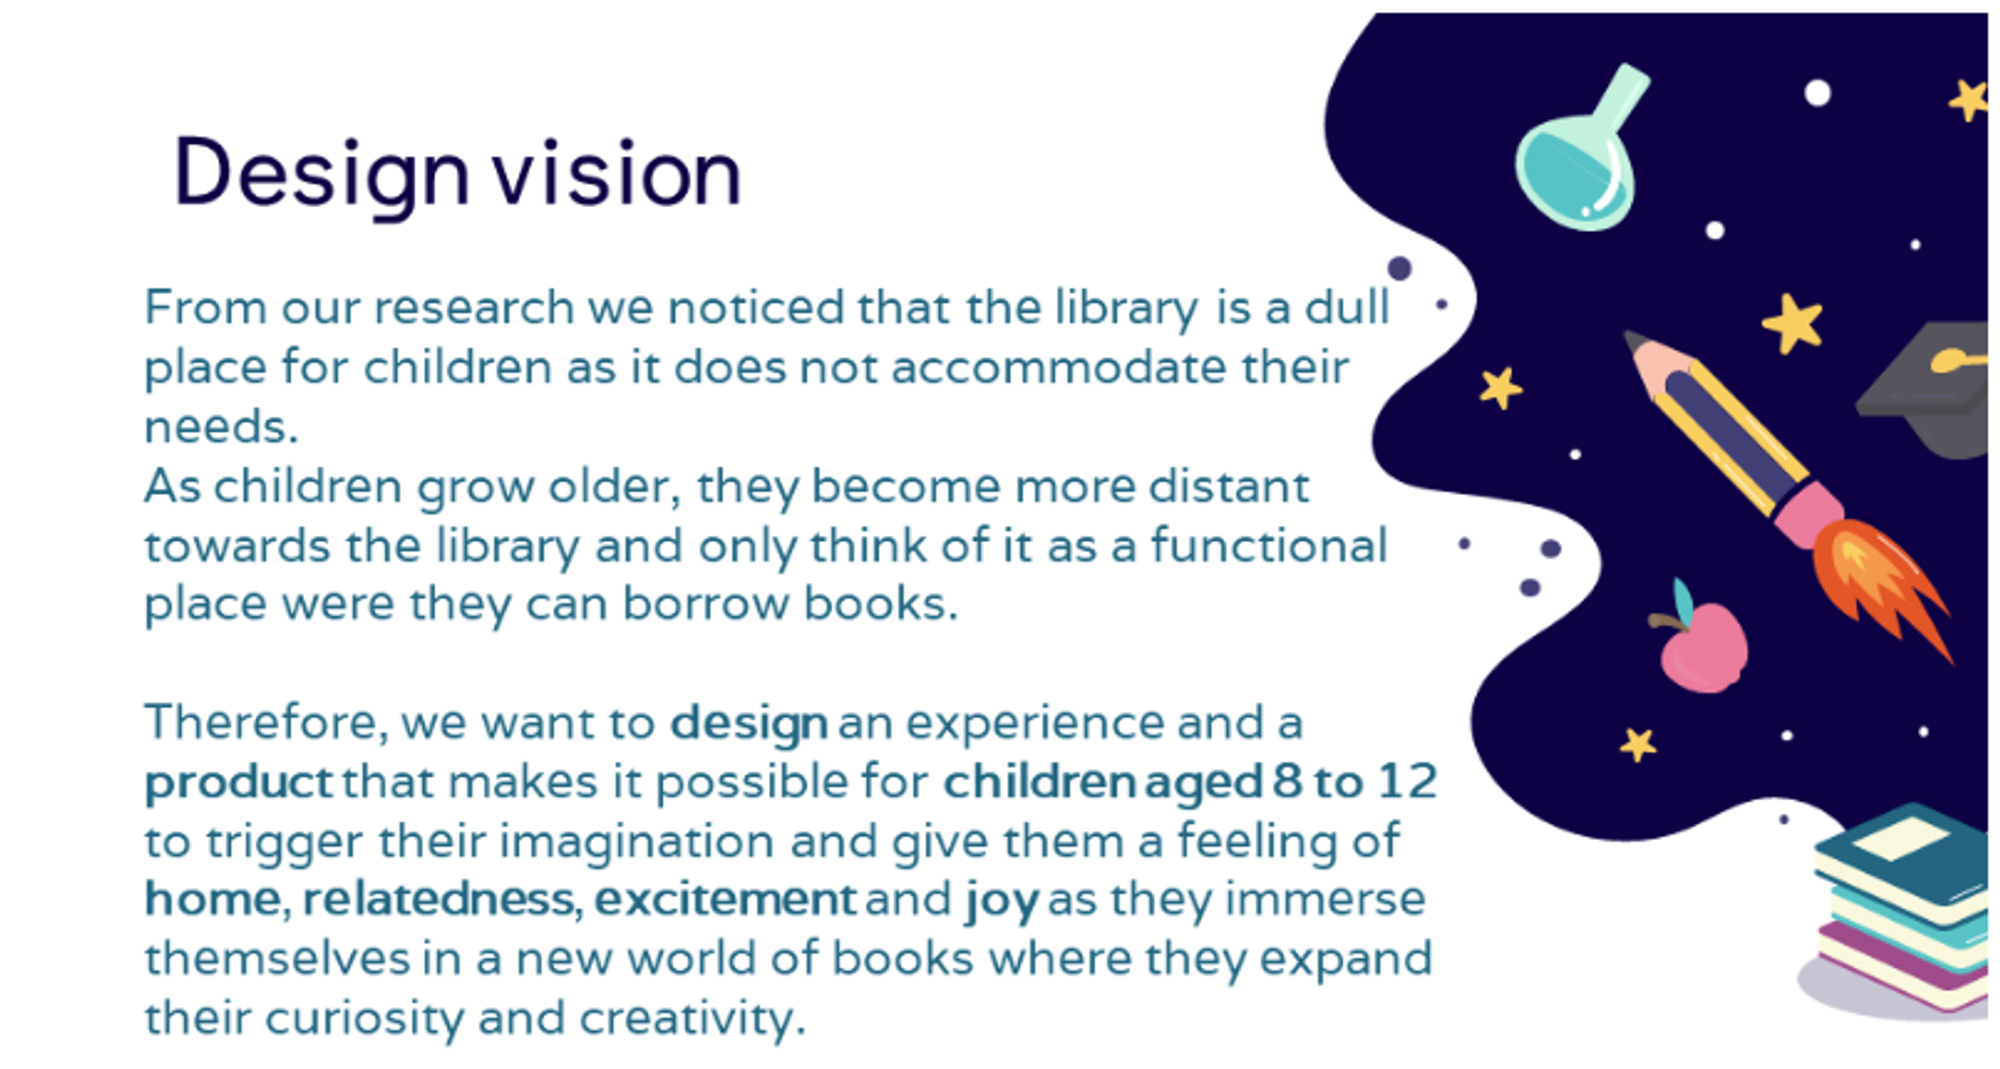 Design vision
From our research we noticed that the library is a dull
place for children as it does not accommodate their
needs.
As children grow older, they become more distant
towards the library and only think of it as a functional
place were they can borrow books.
Therefore, we want to design an experience and a
product that makes it possible for children aged 8 to 12
to trigger their imagination and give them a feeling of
home, relatedness, excitement and joy as they immerse
themselves in a new world of books where they expand
their curiosity and creativity.